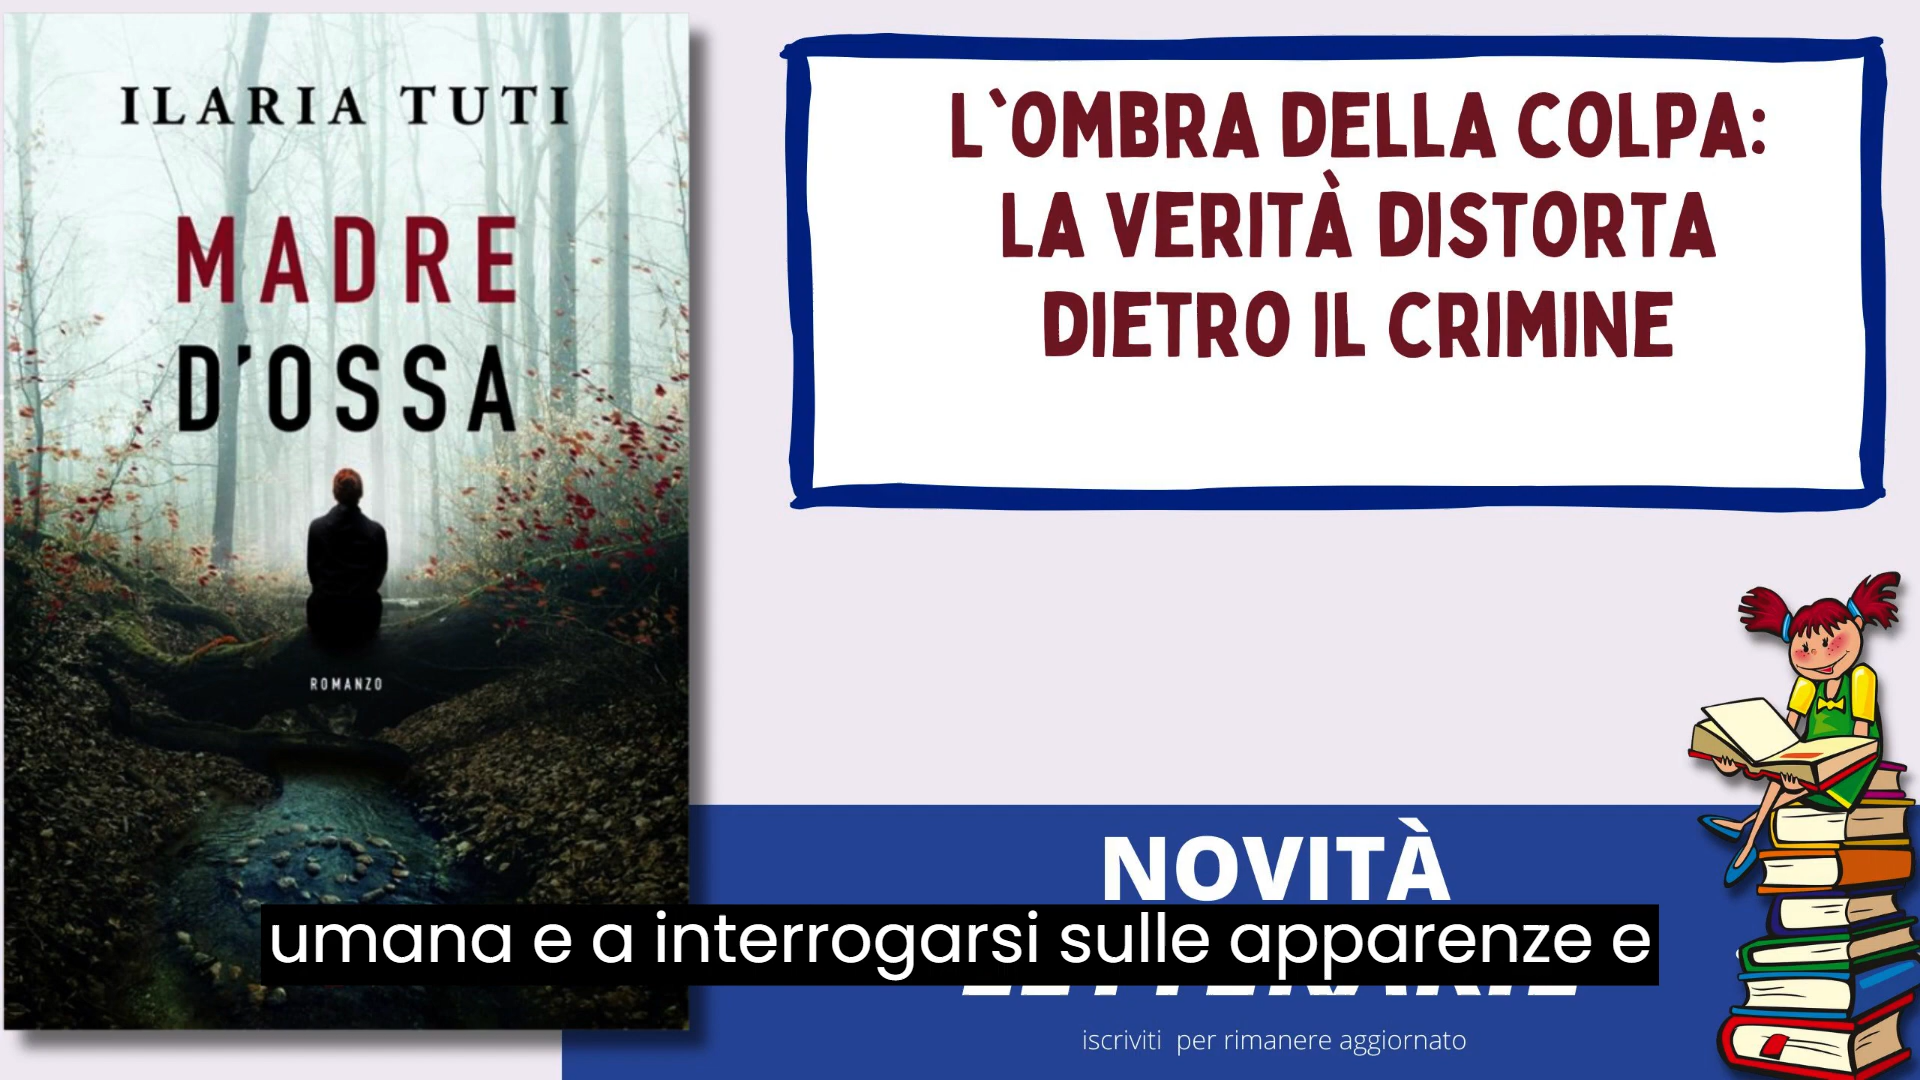 ILARIA TUTI
MADRE
D'OSSA
ROMANZO
L`OMBRA DELLA COLPA:
LA VERITÀ DISTORTA
DIETRO IL CRIMINE
NOVITÀ
umana e a interrogarsi sulle apparenze e
iscriviti  per rimanere aggiornato